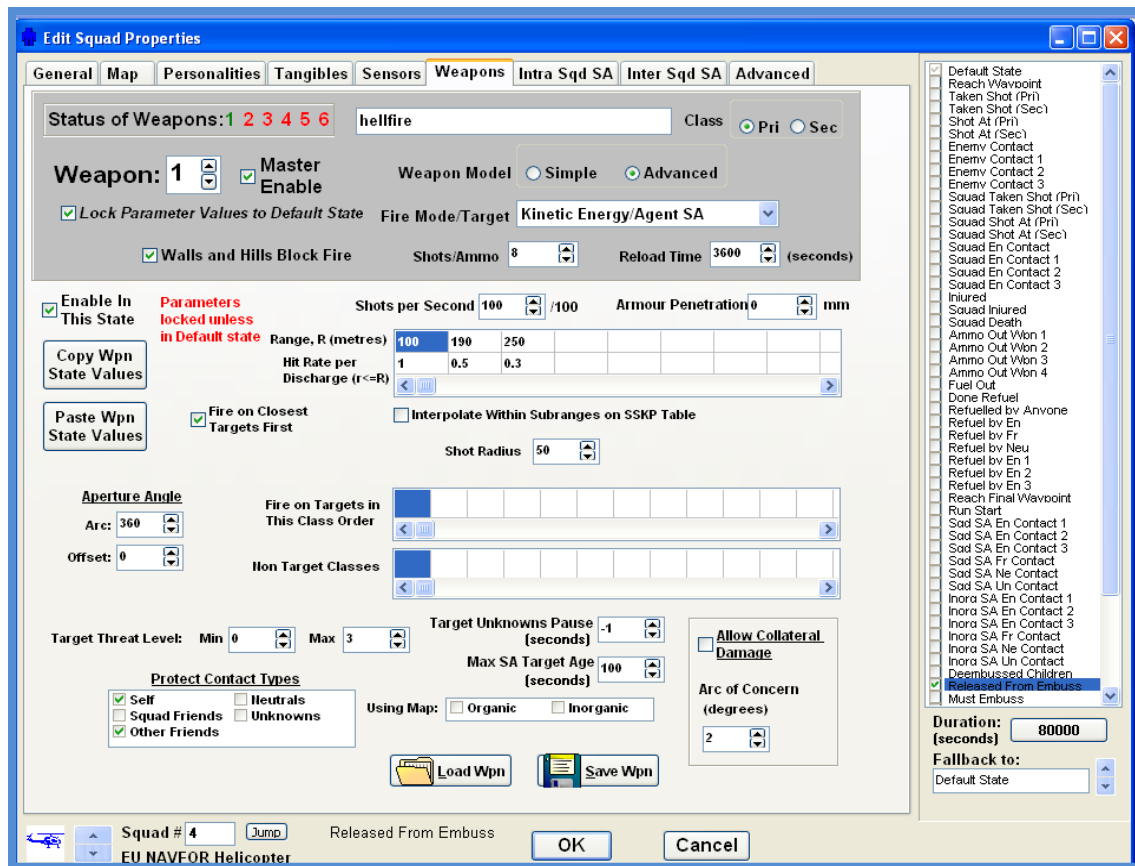 Edit Squad Properties
General Map Personalities Tangibles Sensors Weapons Intra Sqd SA Inter Sqd SA Advanced
Status of Weapons:1 2 3 4 5 6 hellfire Class Pri Sec
Weapon: 1 Master Enable Weapon Model Simple Advanced
Lock Parameter Values to Default State Fire Mode/Target Kinetic Energy/Agent SA
Walls and Hills Block Fire Shots/Ammo 8 Reload Time 3600 (seconds)
Enable In This State
Parameters locked unless in Default state
Shots per Second 100 /100 Armour Penetration 0 mm
Range, R (metres) 100 190 250
Hit Rate per Discharge (r<=R) 1 0.5 0.3
Copy Wpn State Values
Paste Wpn State Values
Fire on Closest Targets First
Interpolate Within Subranges on SSKP Table
Shot Radius 50
Aperture Angle
Arc: 360
Offset: 0
Fire on Targets in This Class Order
Non Target Classes
Target Threat Level: Min 0 Max 3
Target Unknowns Pause (seconds) -1
Max SA Target Age (seconds) 100
Allow Collateral Damage
Arc of Concern (degrees)
2
Protect Contact Types
Self Neutrals
Squad Friends Unknowns
Other Friends
Using Map: Organic Inorganic
Load Wpn Save Wpn
Squad # 4 Jump Released From Embuss OK Cancel
EU NAVFOR Helicopter
Default State
Reach Waypoint
Taken Shot (Pri)
Taken Shot (Sec)
Shot At (Pri)
Shot At (Sec)
Enemy Contact
Enemy Contact 1
Enemy Contact 2
Enemy Contact 3
Squad Taken Shot (Pri)
Squad Taken Shot (Sec)
Squad Shot At (Pri)
Squad Shot At (Sec)
Squad En Contact
Squad En Contact 1
Squad En Contact 2
Squad En Contact 3
Injured
Squad Injured
Squad Death
Ammo Out Wpn 1
Ammo Out Wpn 2
Ammo Out Wpn 3
Ammo Out Wpn 4
Fuel Out
Done Refuel
Refuelled by Anyone
Refuel by En
Refuel by Fr
Refuel by Neu
Refuel by En 1
Refuel by En 2
Refuel by En 3
Reach Final Waypoint
Run Start
Sqd SA En Contact 1
Sqd SA En Contact 2
Sqd SA En Contact 3
Sqd SA Fr Contact
Sqd SA Ne Contact
Sqd SA Un Contact
Inorg SA En Contact 1
Inorg SA En Contact 2
Inorg SA En Contact 3
Inorg SA Fr Contact
Inorg SA Ne Contact
Inorg SA Un Contact
Deembussed Children
Released From Embuss
Must Embuss
Duration: (seconds) 80000
Fallback to:
Default State